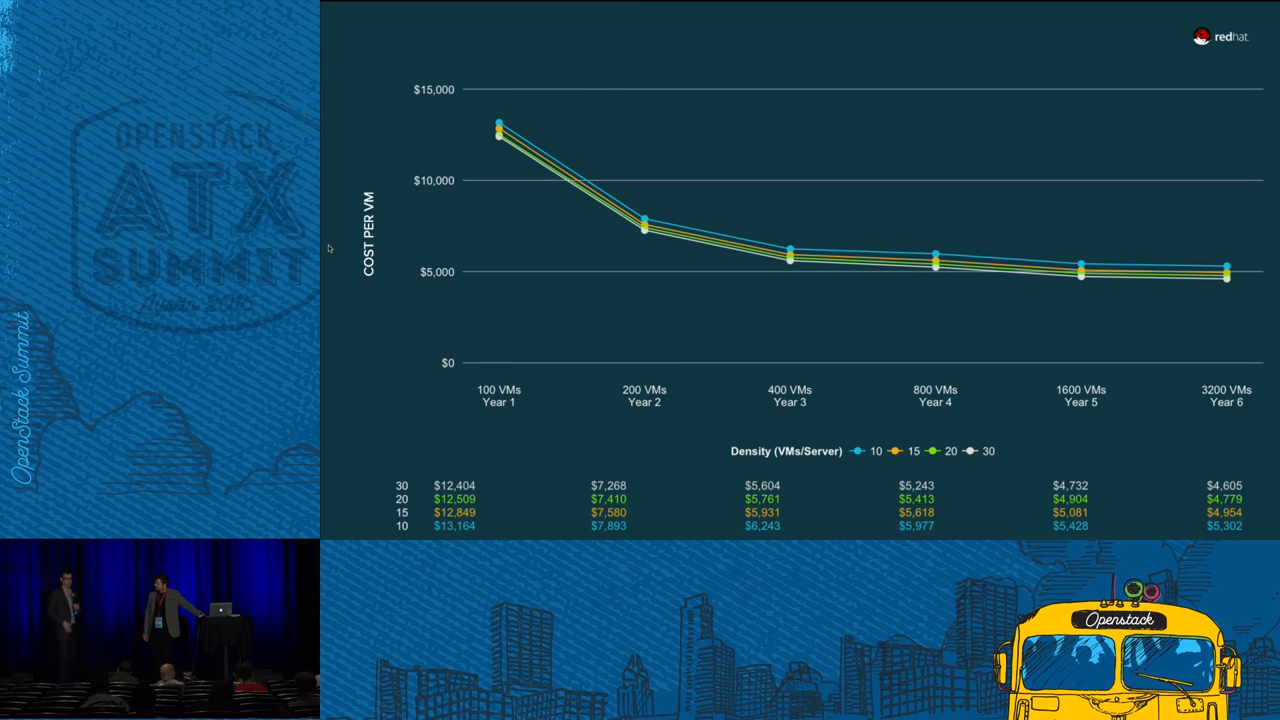 OPENSTACK
ATX
SUMMIT
Austin 2016
OpenStack Summit
redhat.
$15,000
$10,000
$5,000
$0
COST PER VM
100 VMs 200 VMs 400 VMs 800 VMs 1600 VMs 3200 VMs
Year 1 Year 2 Year 3 Year 4 Year 5 Year 6
Density (VMs/Server) 10 15 20 30
30 $12,404 $7,268 $5,604 $5,243 $4,732 $4,605
20 $12,509 $7,410 $5,761 $5,413 $4,904 $4,779
15 $12,849 $7,580 $5,931 $5,618 $5,081 $4,954
10 $13,164 $7,893 $6,243 $5,977 $5,428 $5,302
Openstack